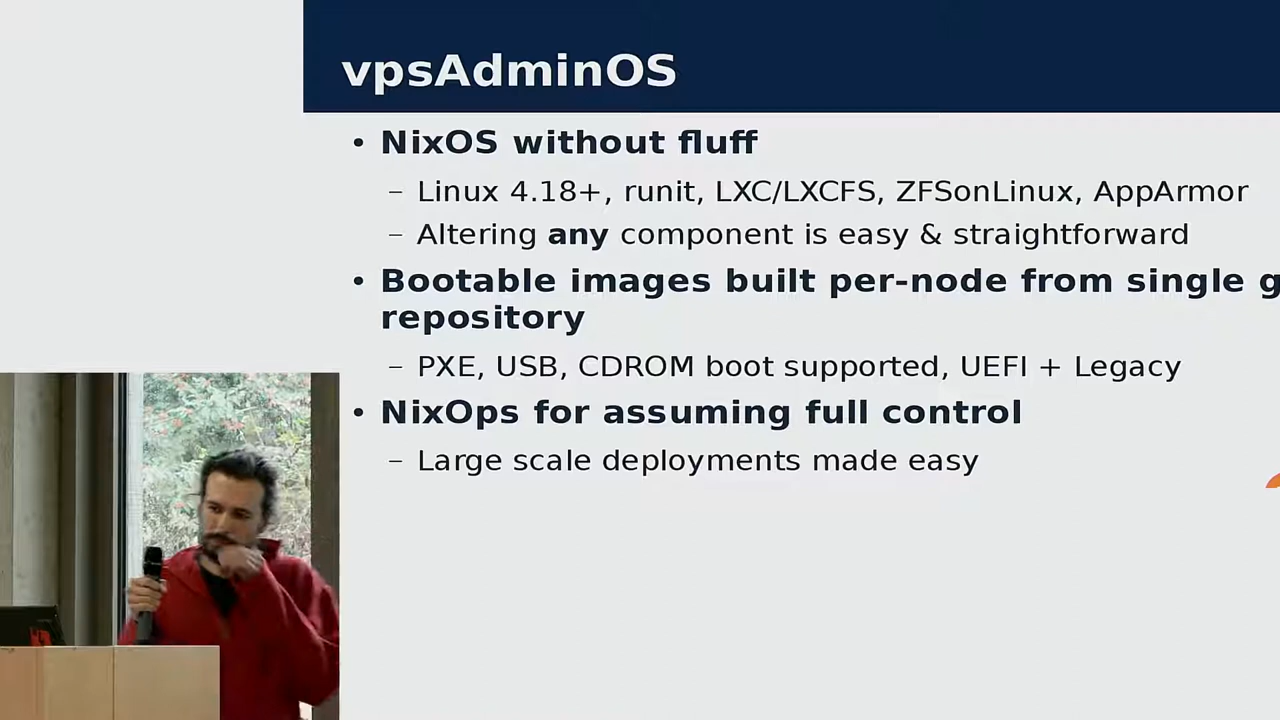 vpsAdminOS
• NixOS without fluff
– Linux 4.18+, runit, LXC/LXCFS, ZFSonLinux, AppArmor
– Altering any component is easy & straightforward
• Bootable images built per-node from single
repository
– PXE, USB, CDROM boot supported, UEFI + Legacy
• NixOps for assuming full control
– Large scale deployments made easy